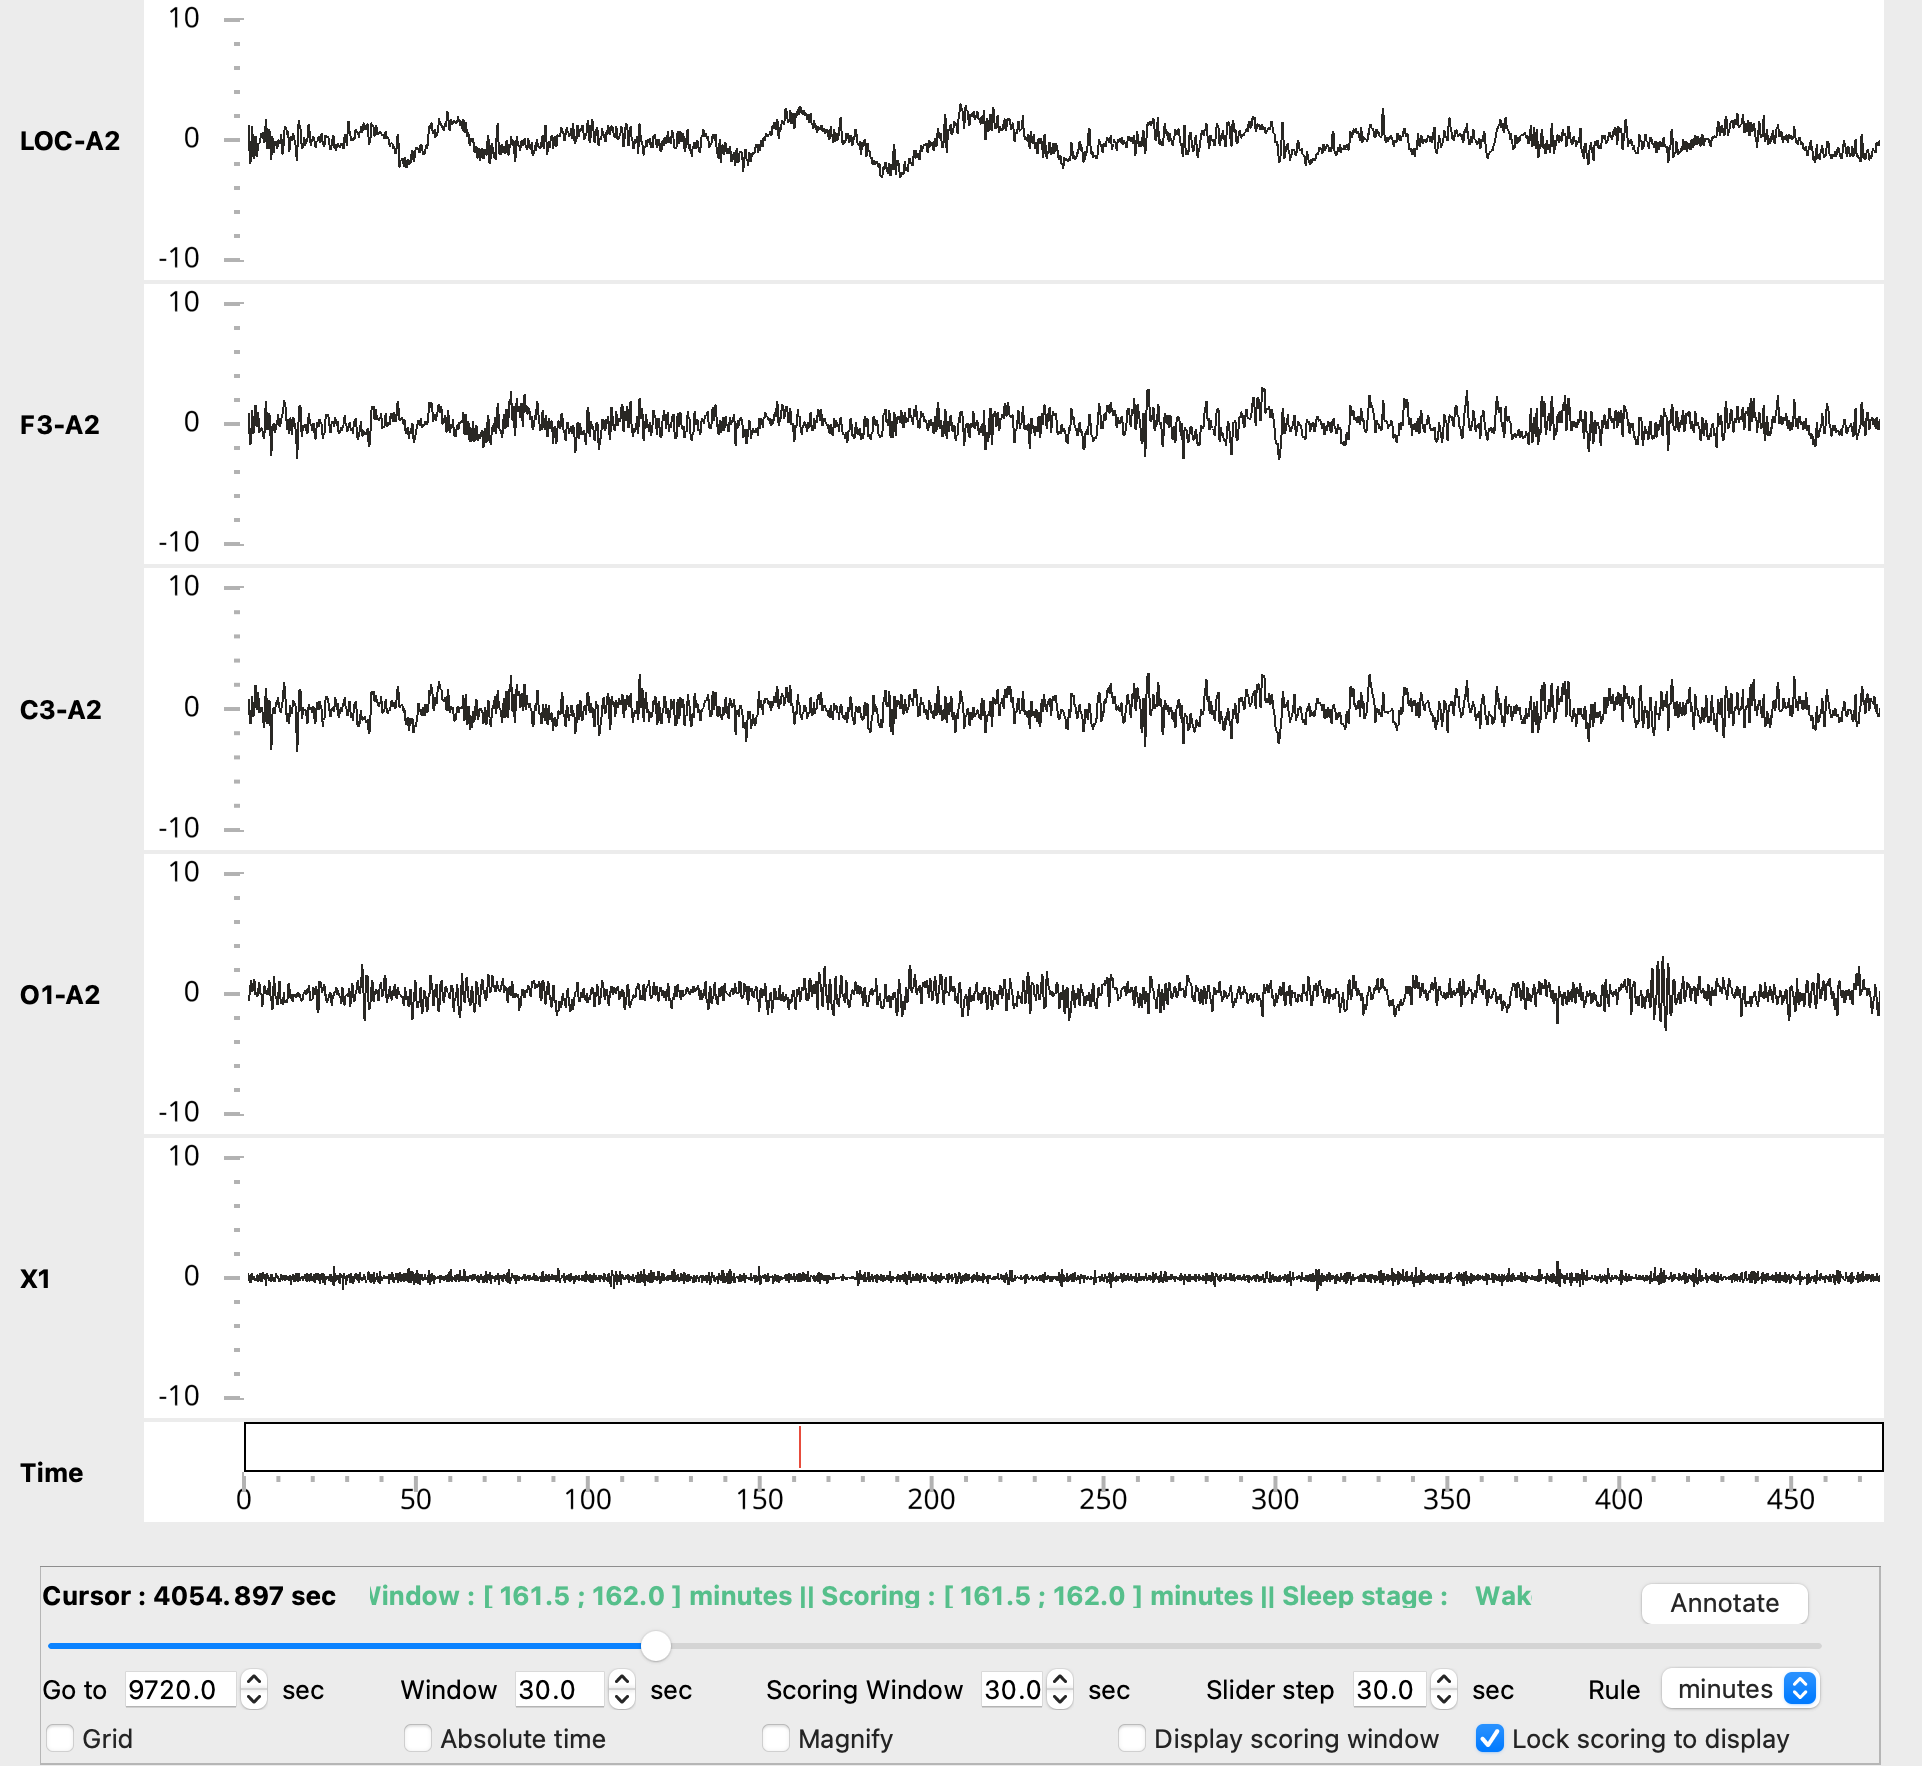 10
LOC-A2 0
-10
10
F3-A2 0
-10
10
C3-A2 0
-10
10
O1-A2 0
-10
10
X1 0
-10
Time
0 50 100 150 200 250 300 350 400 450
Cursor : 4054.897 sec Window : [ 161.5 ; 162.0 ] minutes || Scoring : [ 161.5 ; 162.0 ] minutes || Sleep stage : Wak Annotate
Go to 9720.0 sec Window 30.0 sec Scoring Window 30.0 sec Slider step 30.0 sec Rule minutes
Grid Absolute time Magnify Display scoring window Lock scoring to display